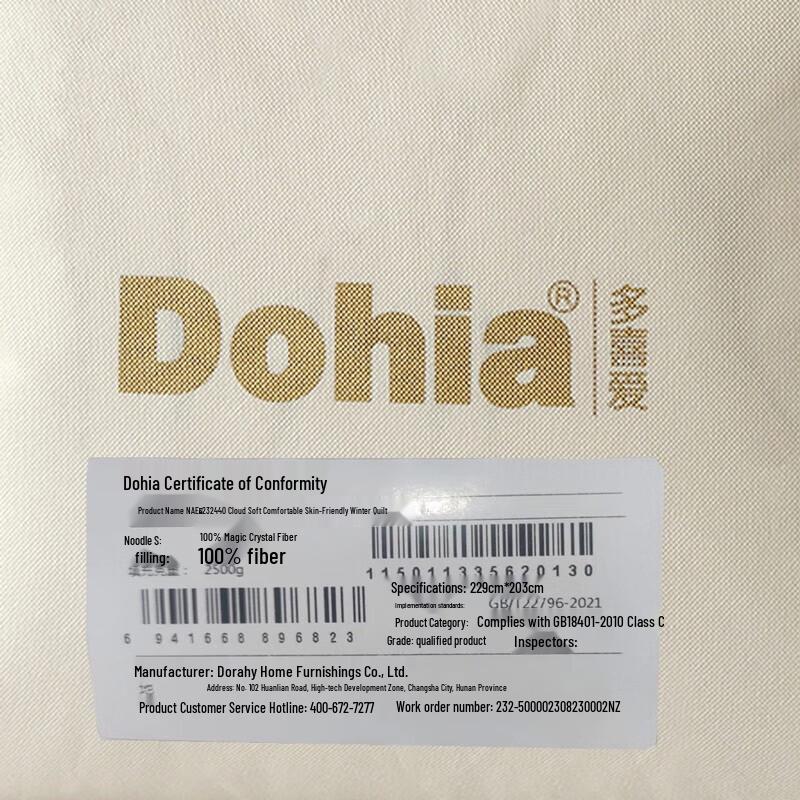 Dohia® 多喜愛
Dohia Certificate of Conformity
Product Name NAE232440 Cloud Soft Comfortable Skin-Friendly Winter Quilt
Noodle S: 100% Magic Crystal Fiber
filling: 100% fiber
2500g
115011335620130
Specifications: 229cm*203cm
Implementation standards: GB/T22796-2021
Product Category: Complies with GB18401-2010 Class C
6 941668 896823
Grade: qualified product Inspectors:
Manufacturer: Dorahy Home Furnishings Co., Ltd.
Address: No. 102 Huanlian Road, High-tech Development Zone, Changsha City, Hunan Province
Product Customer Service Hotline: 400-672-7277 Work order number: 232-500002308230002NZ